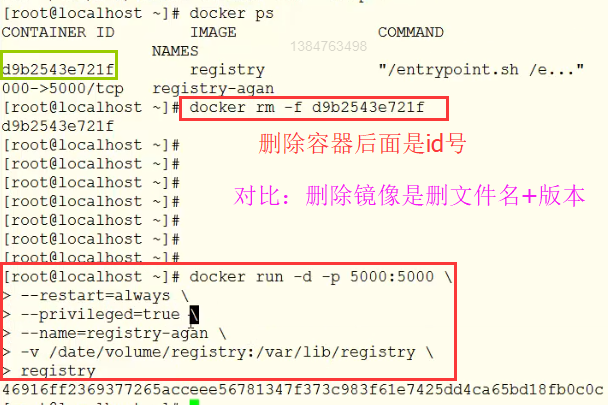 [root@localhost ~]# docker ps
CONTAINER ID        IMAGE               COMMAND
                    NAMES
1384763498
d9b2543e721f        registry            "/entrypoint.sh /e..."
000->5000/tcp   registry-agan
[root@localhost ~]# docker rm -f d9b2543e721f
d9b2543e721f
[root@localhost ~]#
删除容器后面是id号
[root@localhost ~]#
[root@localhost ~]#
[root@localhost ~]#
对比：删除镜像是删文件名+版本
[root@localhost ~]#
[root@localhost ~]#
[root@localhost ~]#
[root@localhost ~]# docker run -d -p 5000:5000 \
> --restart=always \
> --privileged=true \
> --name=registry-agan \
> -v /date/volume/registry:/var/lib/registry \
> registry
46916ff2369377265acceee56781347f373c983f61e7425dd4ca65bd18fb0c0c
[root@localhost ~]#